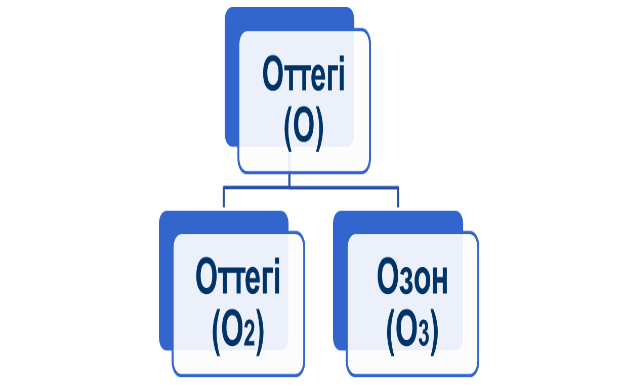 Оттегі
(О)
Оттегі
(О2)
Озон
(О3)